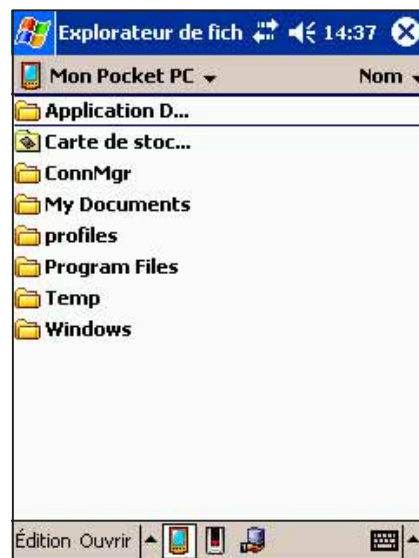 Explorateur de fich 14:37
Mon Pocket PC Nom
Application D...
Carte de stoc...
ConnMgr
My Documents
profiles
Program Files
Temp
Windows
Édition Ouvrir